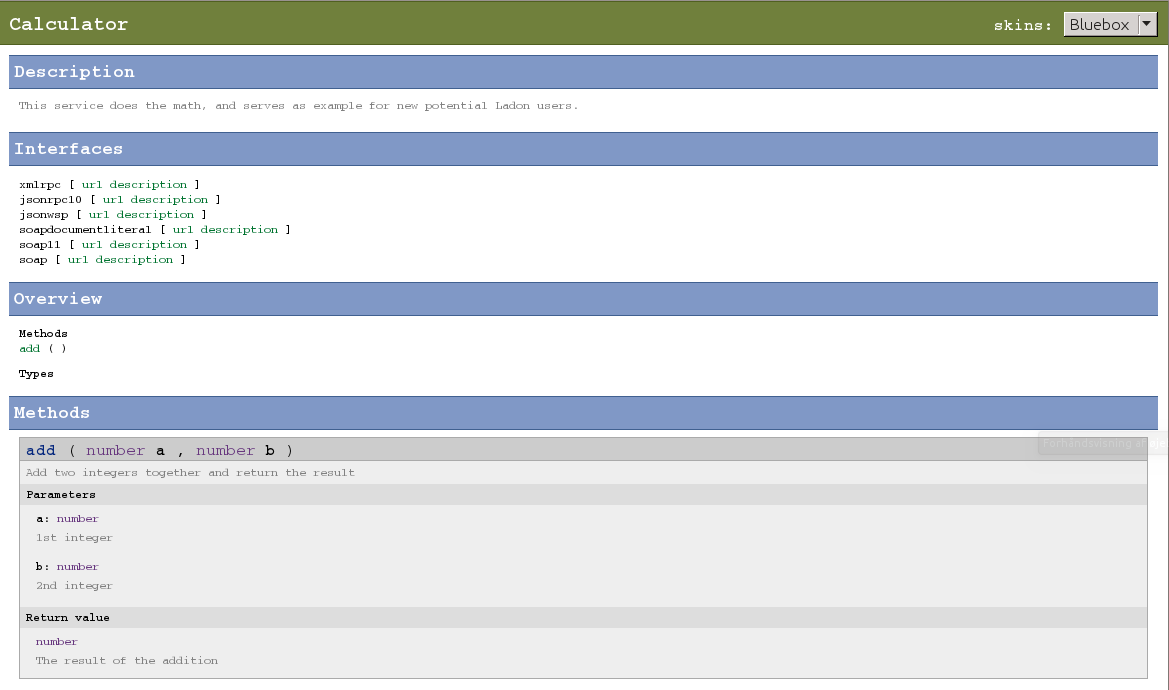 Calculator
skins: Bluebox
Description
This service does the math, and serves as example for new potential Ladon users.
Interfaces
xmlrpc [ url description ]
jsonrpc10 [ url description ]
jsonwsp [ url description ]
soapdocumentliteral [ url description ]
soap11 [ url description ]
soap [ url description ]
Overview
Methods
add ( )
Types
Methods
add ( number a , number b )
Forhåndsvisning af
Add two integers together and return the result
Parameters
a: number
1st integer
b: number
2nd integer
Return value
number
The result of the addition